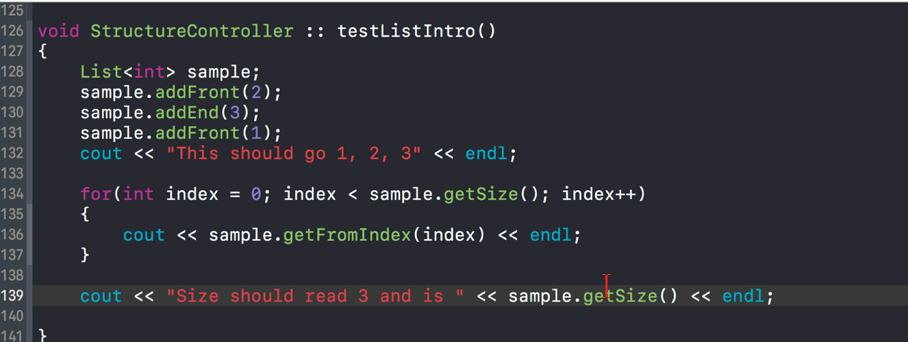 125
126 void StructureController :: testListIntro()
127 {
128     List<int> sample;
129     sample.addFront(2);
130     sample.addEnd(3);
131     sample.addFront(1);
132     cout << "This should go 1, 2, 3" << endl;
133
134     for(int index = 0; index < sample.getSize(); index++)
135     {
136         cout << sample.getFromIndex(index) << endl;
137     }
138
139     cout << "Size should read 3 and is " << sample.getSize() << endl;
140
141 }